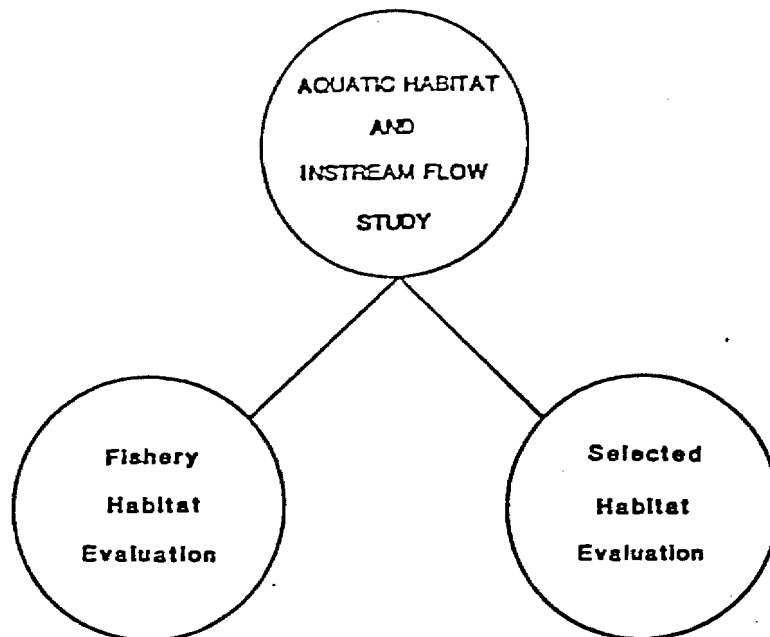 AQUATIC HABITAT
AND
INSTREAM FLOW
STUDY
Fishery
Habitat
Evaluation
Selected
Habitat
Evaluation